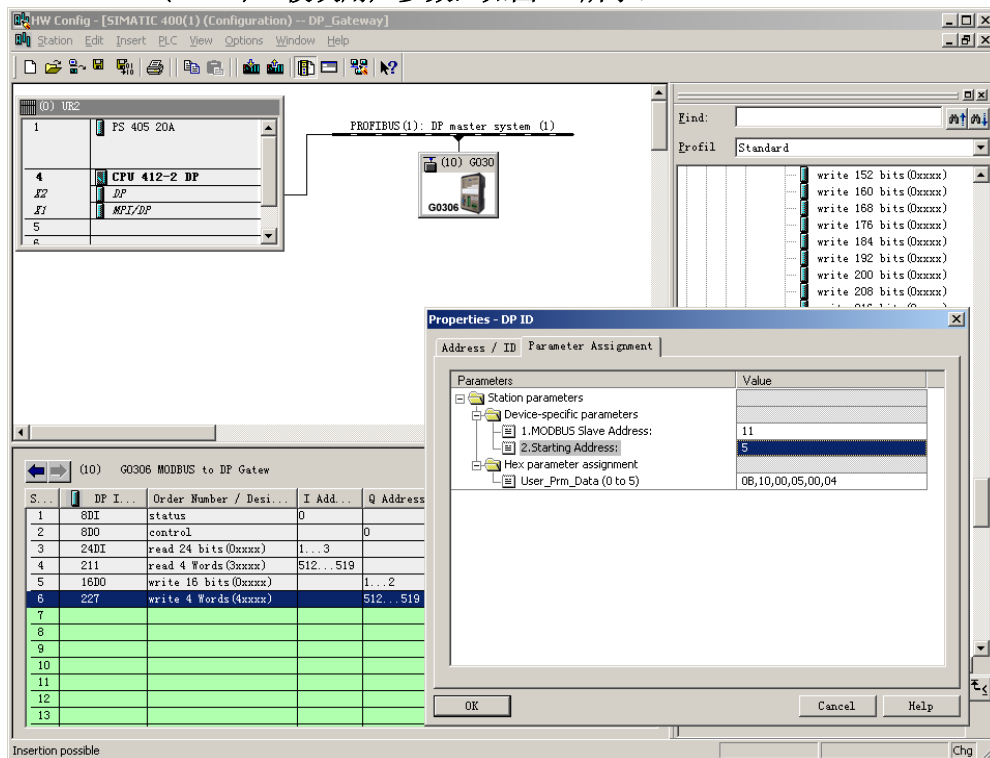 HW Config - [SIMATIC 400(1) (Configuration) -- DP_Gateway]
Station Edit Insert PLC View Options Window Help
(0) UR2
1 PS 405 20A
4 CPU 412-2 DP
X2 DP
X1 MPI/DP
5
6
PROFIBUS(1): DP master system (1)
(10) G030
G0306
Find:
Profil Standard
write 152 bits(0xxxx)
write 160 bits(0xxxx)
write 168 bits(0xxxx)
write 176 bits(0xxxx)
write 184 bits(0xxxx)
write 192 bits(0xxxx)
write 200 bits(0xxxx)
write 208 bits(0xxxx)
Properties - DP ID
Address / ID Parameter Assignment
Parameters Value
Station parameters
Device-specific parameters
1.MODBUS Slave Address: 11
2.Starting Address: 5
Hex parameter assignment
User_Prm_Data (0 to 5) 0B,10,00,05,00,04
OK Cancel Help
(10) G0306 MODBUS to DP Gatew
S... DP I... Order Number / Desi... I Add... Q Address
1 8DI status 0
2 8DO control 0
3 24DI read 24 bits(0xxxx) 1...3
4 211 read 4 Words(3xxxx) 512...519
5 16DO write 16 bits(0xxxx) 1...2
6 227 write 4 Words(4xxxx) 512...519
7
8
9
10
11
12
13
Insertion possible Chg